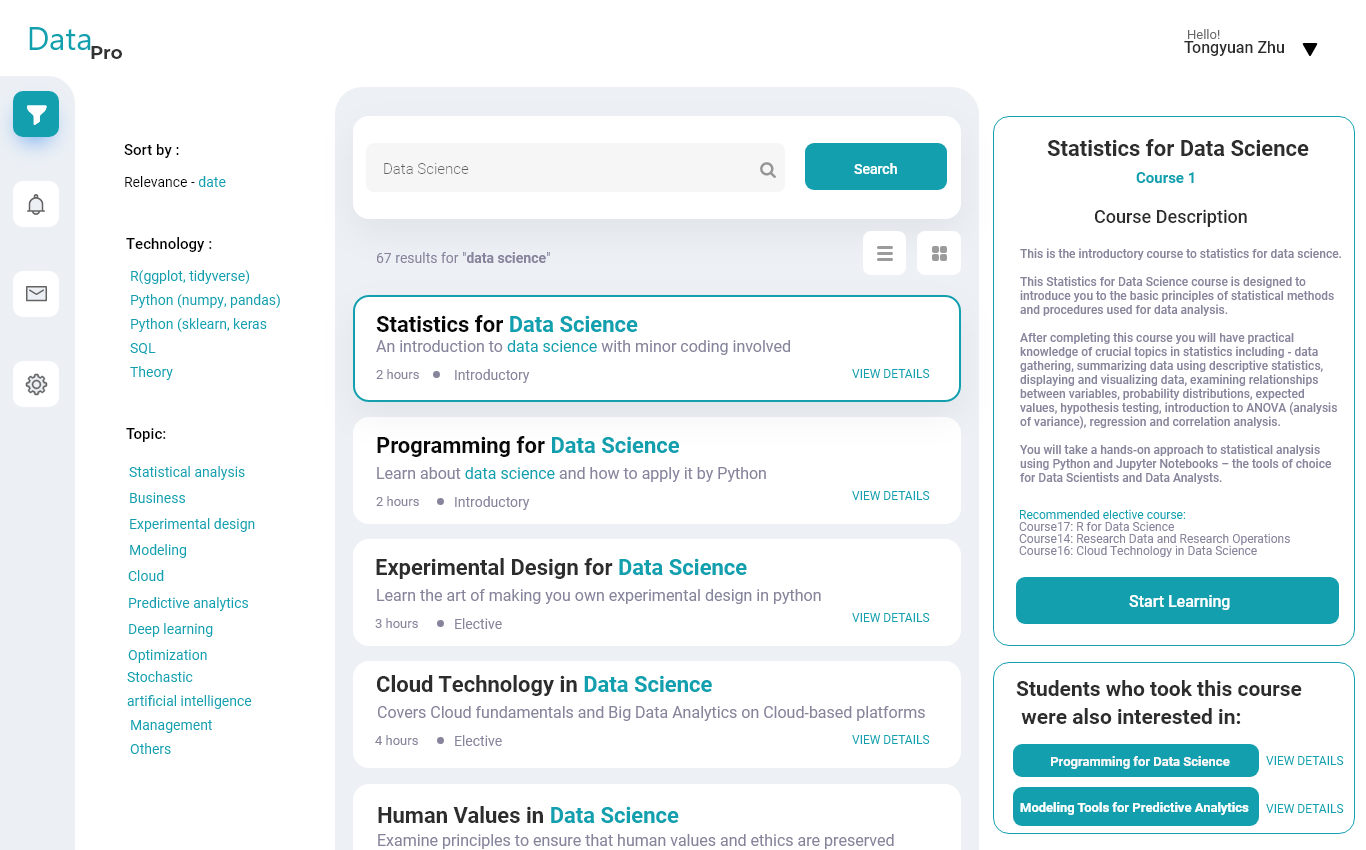 Data
Pro
Hello!
Tongyuan Zhu
Sort by :
Relevance - date
Technology :
R(ggplot, tidyverse)
Python (numpy, pandas)
Python (sklearn, keras
SQL
Theory
Topic:
Statistical analysis
Business
Experimental design
Modeling
Cloud
Predictive analytics
Deep learning
Optimization
Stochastic
artificial intelligence
Management
Others
Data Science
Search
67 results for "data science"
Statistics for Data Science
An introduction to data science with minor coding involved
2 hours ● Introductory
VIEW DETAILS
Programming for Data Science
Learn about data science and how to apply it by Python
2 hours ● Introductory
VIEW DETAILS
Experimental Design for Data Science
Learn the art of making you own experimental design in python
3 hours ● Elective
VIEW DETAILS
Cloud Technology in Data Science
Covers Cloud fundamentals and Big Data Analytics on Cloud-based platforms
4 hours ● Elective
VIEW DETAILS
Human Values in Data Science
Examine principles to ensure that human values and ethics are preserved
Statistics for Data Science
Course 1
Course Description
This is the introductory course to statistics for data science.
This Statistics for Data Science course is designed to
introduce you to the basic principles of statistical methods
and procedures used for data analysis.
After completing this course you will have practical
knowledge of crucial topics in statistics including - data
gathering, summarizing data using descriptive statistics,
displaying and visualizing data, examining relationships
between variables, probability distributions, expected
values, hypothesis testing, introduction to ANOVA (analysis
of variance), regression and correlation analysis.
You will take a hands-on approach to statistical analysis
using Python and Jupyter Notebooks – the tools of choice
for Data Scientists and Data Analysts.
Recommended elective course:
Course17: R for Data Science
Course14: Research Data and Research Operations
Course16: Cloud Technology in Data Science
Start Learning
Students who took this course
were also interested in:
Programming for Data Science
VIEW DETAILS
Modeling Tools for Predictive Analytics
VIEW DETAILS